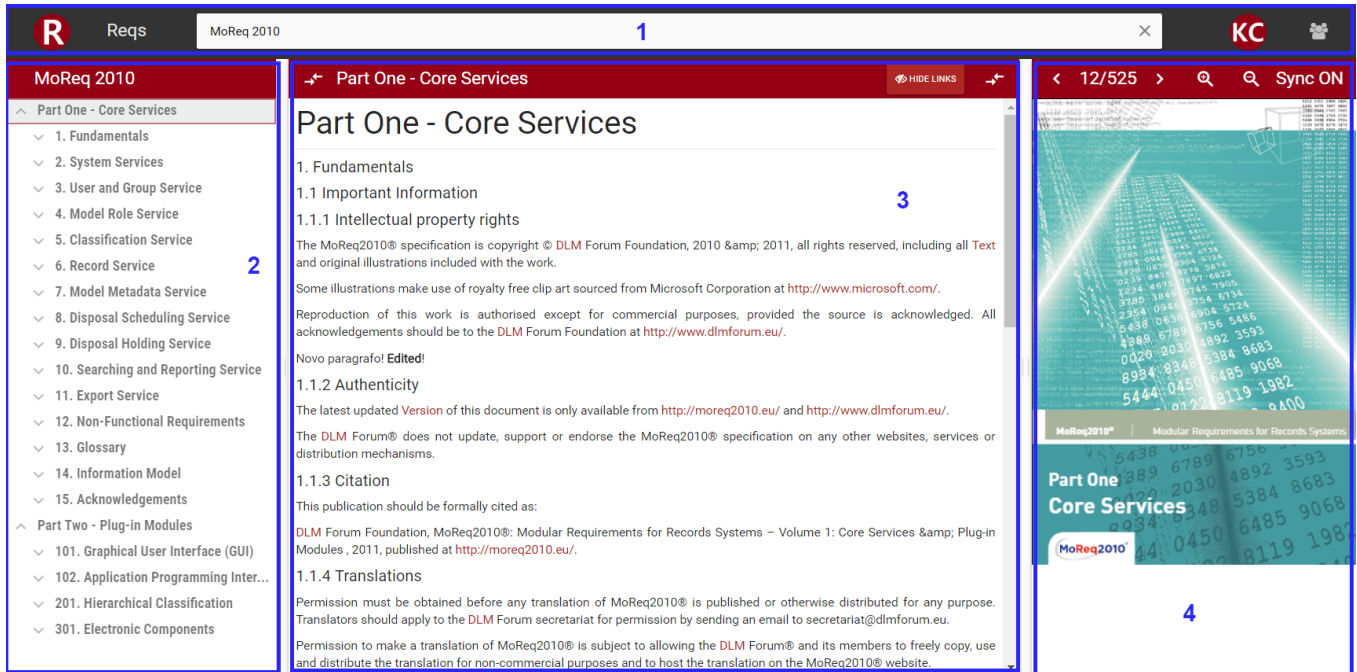 R Reqs MoReq 2010 1 × KC
MoReq 2010
Part One - Core Services
1. Fundamentals
2. System Services
3. User and Group Service
4. Model Role Service
5. Classification Service
6. Record Service
2
7. Model Metadata Service
8. Disposal Scheduling Service
9. Disposal Holding Service
10. Searching and Reporting Service
11. Export Service
12. Non-Functional Requirements
13. Glossary
14. Information Model
15. Acknowledgements
Part Two - Plug-in Modules
101. Graphical User Interface (GUI)
102. Application Programming Inter...
201. Hierarchical Classification
301. Electronic Components
Part One - Core Services HIDE LINKS
Part One - Core Services
1. Fundamentals
1.1 Important Information
3
1.1.1 Intellectual property rights
The MoReq2010® specification is copyright © DLM Forum Foundation, 2010 &amp; 2011, all rights reserved, including all Text
and original illustrations included with the work.
Some illustrations make use of royalty free clip art sourced from Microsoft Corporation at http://www.microsoft.com/.
Reproduction of this work is authorised except for commercial purposes, provided the source is acknowledged. All
acknowledgements should be to the DLM Forum Foundation at http://www.dlmforum.eu/.
Novo paragrafo! Edited!
1.1.2 Authenticity
The latest updated Version of this document is only available from http://moreq2010.eu/ and http://www.dlmforum.eu/.
The DLM Forum® does not update, support or endorse the MoReq2010® specification on any other websites, services or
distribution mechanisms.
1.1.3 Citation
This publication should be formally cited as:
DLM Forum Foundation, MoReq2010®: Modular Requirements for Records Systems – Volume 1: Core Services &amp; Plug-in
Modules , 2011, published at http://moreq2010.eu/.
1.1.4 Translations
Permission must be obtained before any translation of MoReq2010® is published or otherwise distributed for any purpose.
Translators should apply to the DLM Forum secretariat for permission by sending an email to secretariat@dlmforum.eu.
Permission to make a translation of MoReq2010® is subject to allowing the DLM Forum® and its members to freely copy, use
and distribute the translation for non-commercial purposes and to host the translation on the MoReq2010® website.
< 12/525 > Sync ON
MoReq2010® Modular Requirements for Records Systems
Part One
Core Services
MoReq2010®
4